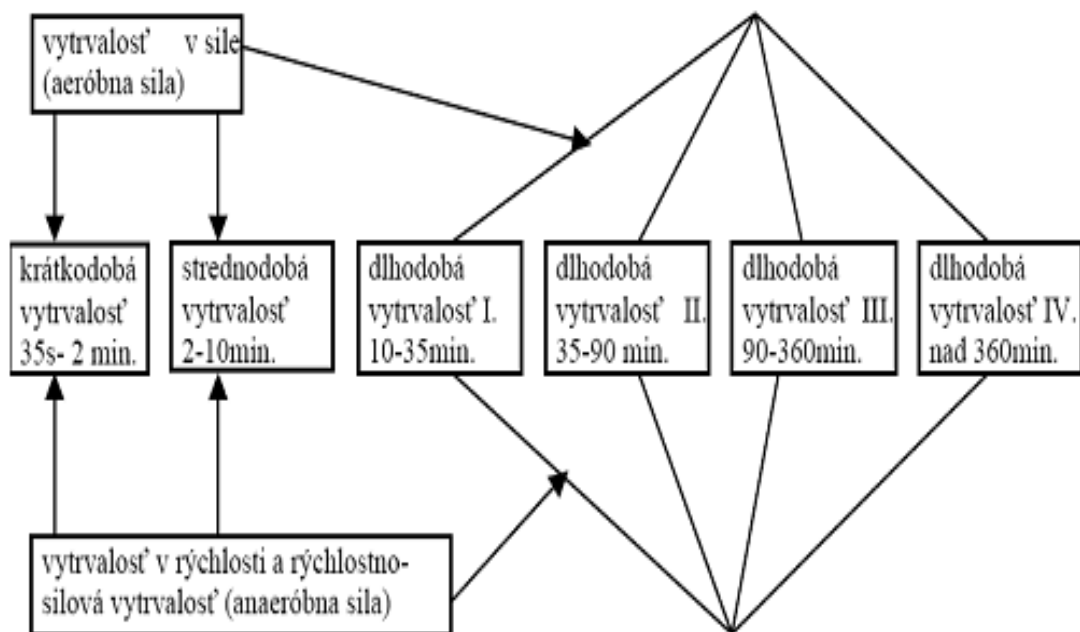 vytrvalosť v sile
(aeróbna sila)
krátkodobá
vytrvalosť
35s- 2 min.
strednodobá
vytrvalosť
2-10min.
dlhodobá
vytrvalosť I.
10-35min.
dlhodobá
vytrvalosť II.
35-90 min.
dlhodobá
vytrvalosť III.
90-360min.
dlhodobá
vytrvalosť IV.
nad 360min.
vytrvalosť v rýchlosti a rýchlostno-
silová vytrvalosť (anaeróbna sila)